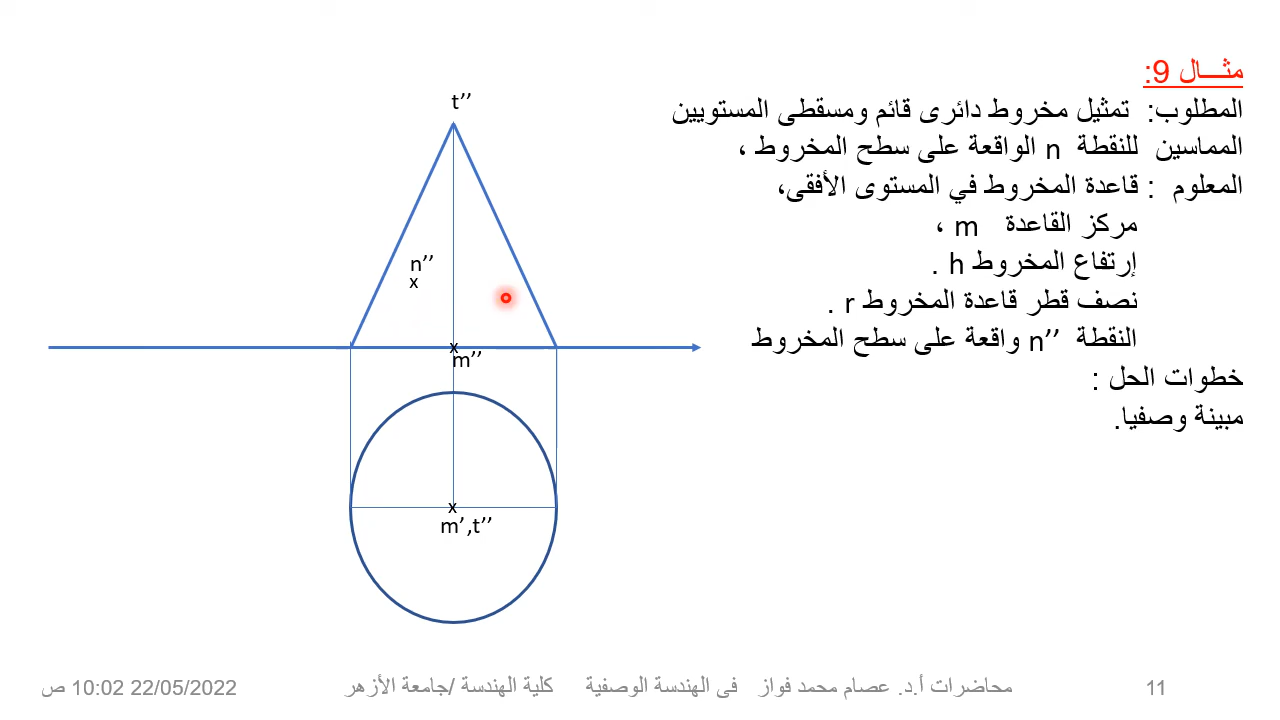 مثـــال 9:
المطلوب: تمثيل مخروط دائرى قائم ومسقطى المستويين
المماسين للنقطة n الواقعة على سطح المخروط ،
المعلوم : قاعدة المخروط في المستوى الأفقى،
مركز القاعدة m ،
إرتفاع المخروط h .
نصف قطر قاعدة المخروط r .
النقطة n’’ واقعة على سطح المخروط
خطوات الحل :
مبينة وصفيا.
t’’
n’’
x
x
m’’
x
m’,t’’
محاضرات أ.د. عصام محمد فواز فى الهندسة الوصفية كلية الهندسة /جامعة الأزهر
22/05/2022 10:02 ص
11